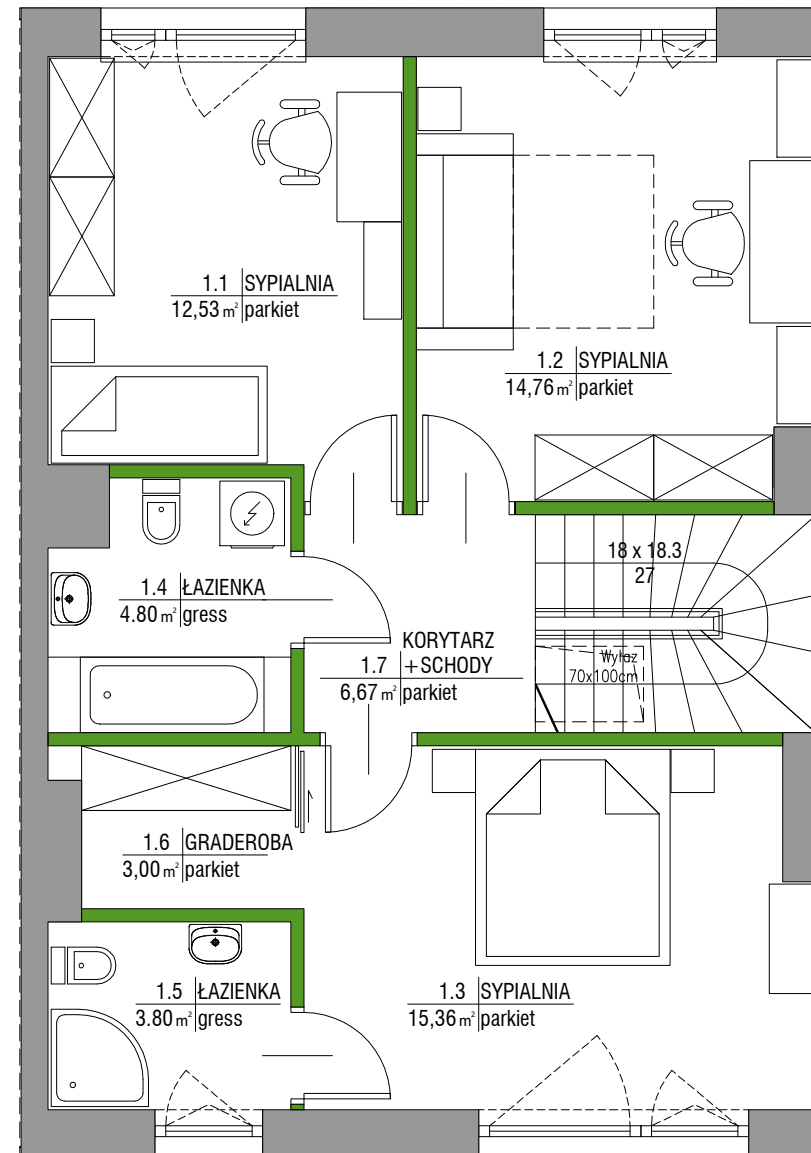 1.1 SYPIALNIA
12,53 m² parkiet
1.2 SYPIALNIA
14,76 m² parkiet
18 x 18.3
27
1.4 ŁAZIENKA
4.80 m² gress
KORYTARZ
1.7 +SCHODY
6,67 m² parkiet
Wyłaz
70x100cm
1.6 GRADEROBA
3,00 m² parkiet
1.5 ŁAZIENKA
3.80 m² gress
1.3 SYPIALNIA
15,36 m² parkiet